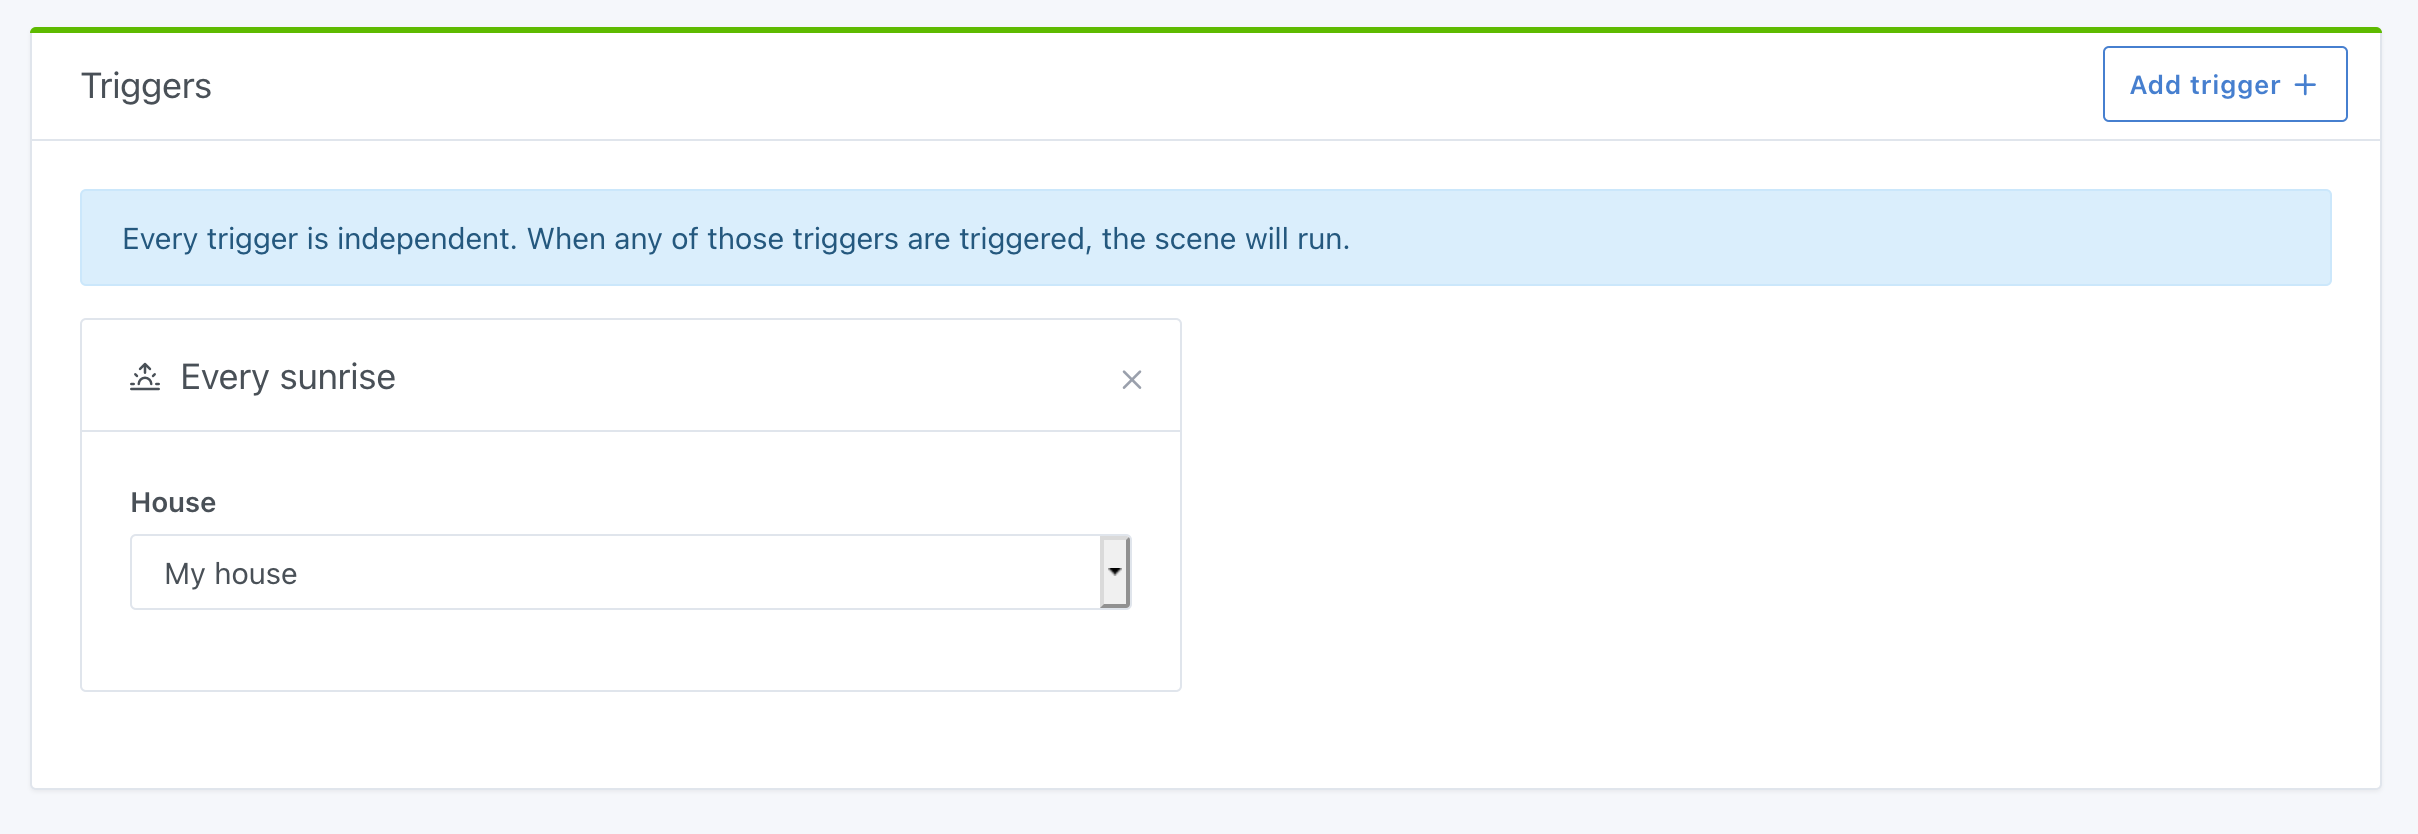 Triggers
Add trigger +
Every trigger is independent. When any of those triggers are triggered, the scene will run.
Every sunrise
House
My house